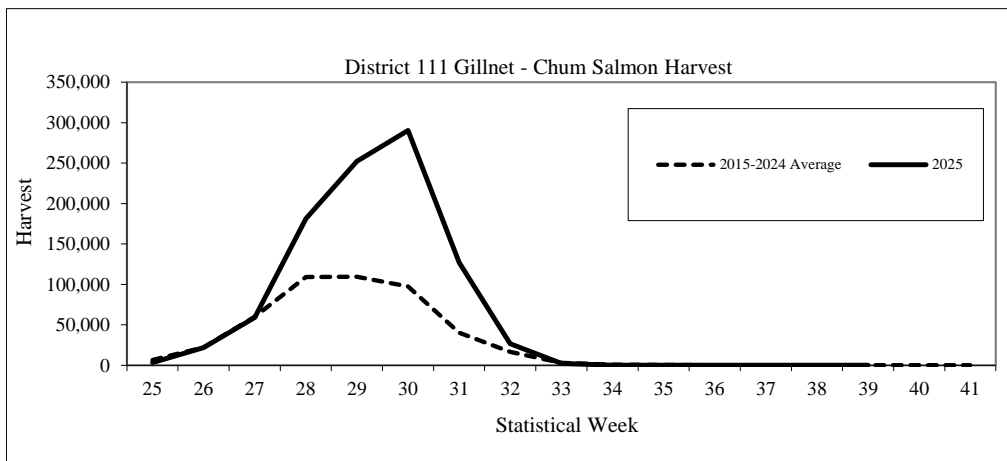 District 111 Gillnet - Chum Salmon Harvest
350,000
300,000
250,000
200,000
150,000
100,000
50,000
0
Harvest
2015-2024 Average 2025
25 26 27 28 29 30 31 32 33 34 35 36 37 38 39 40 41
Statistical Week